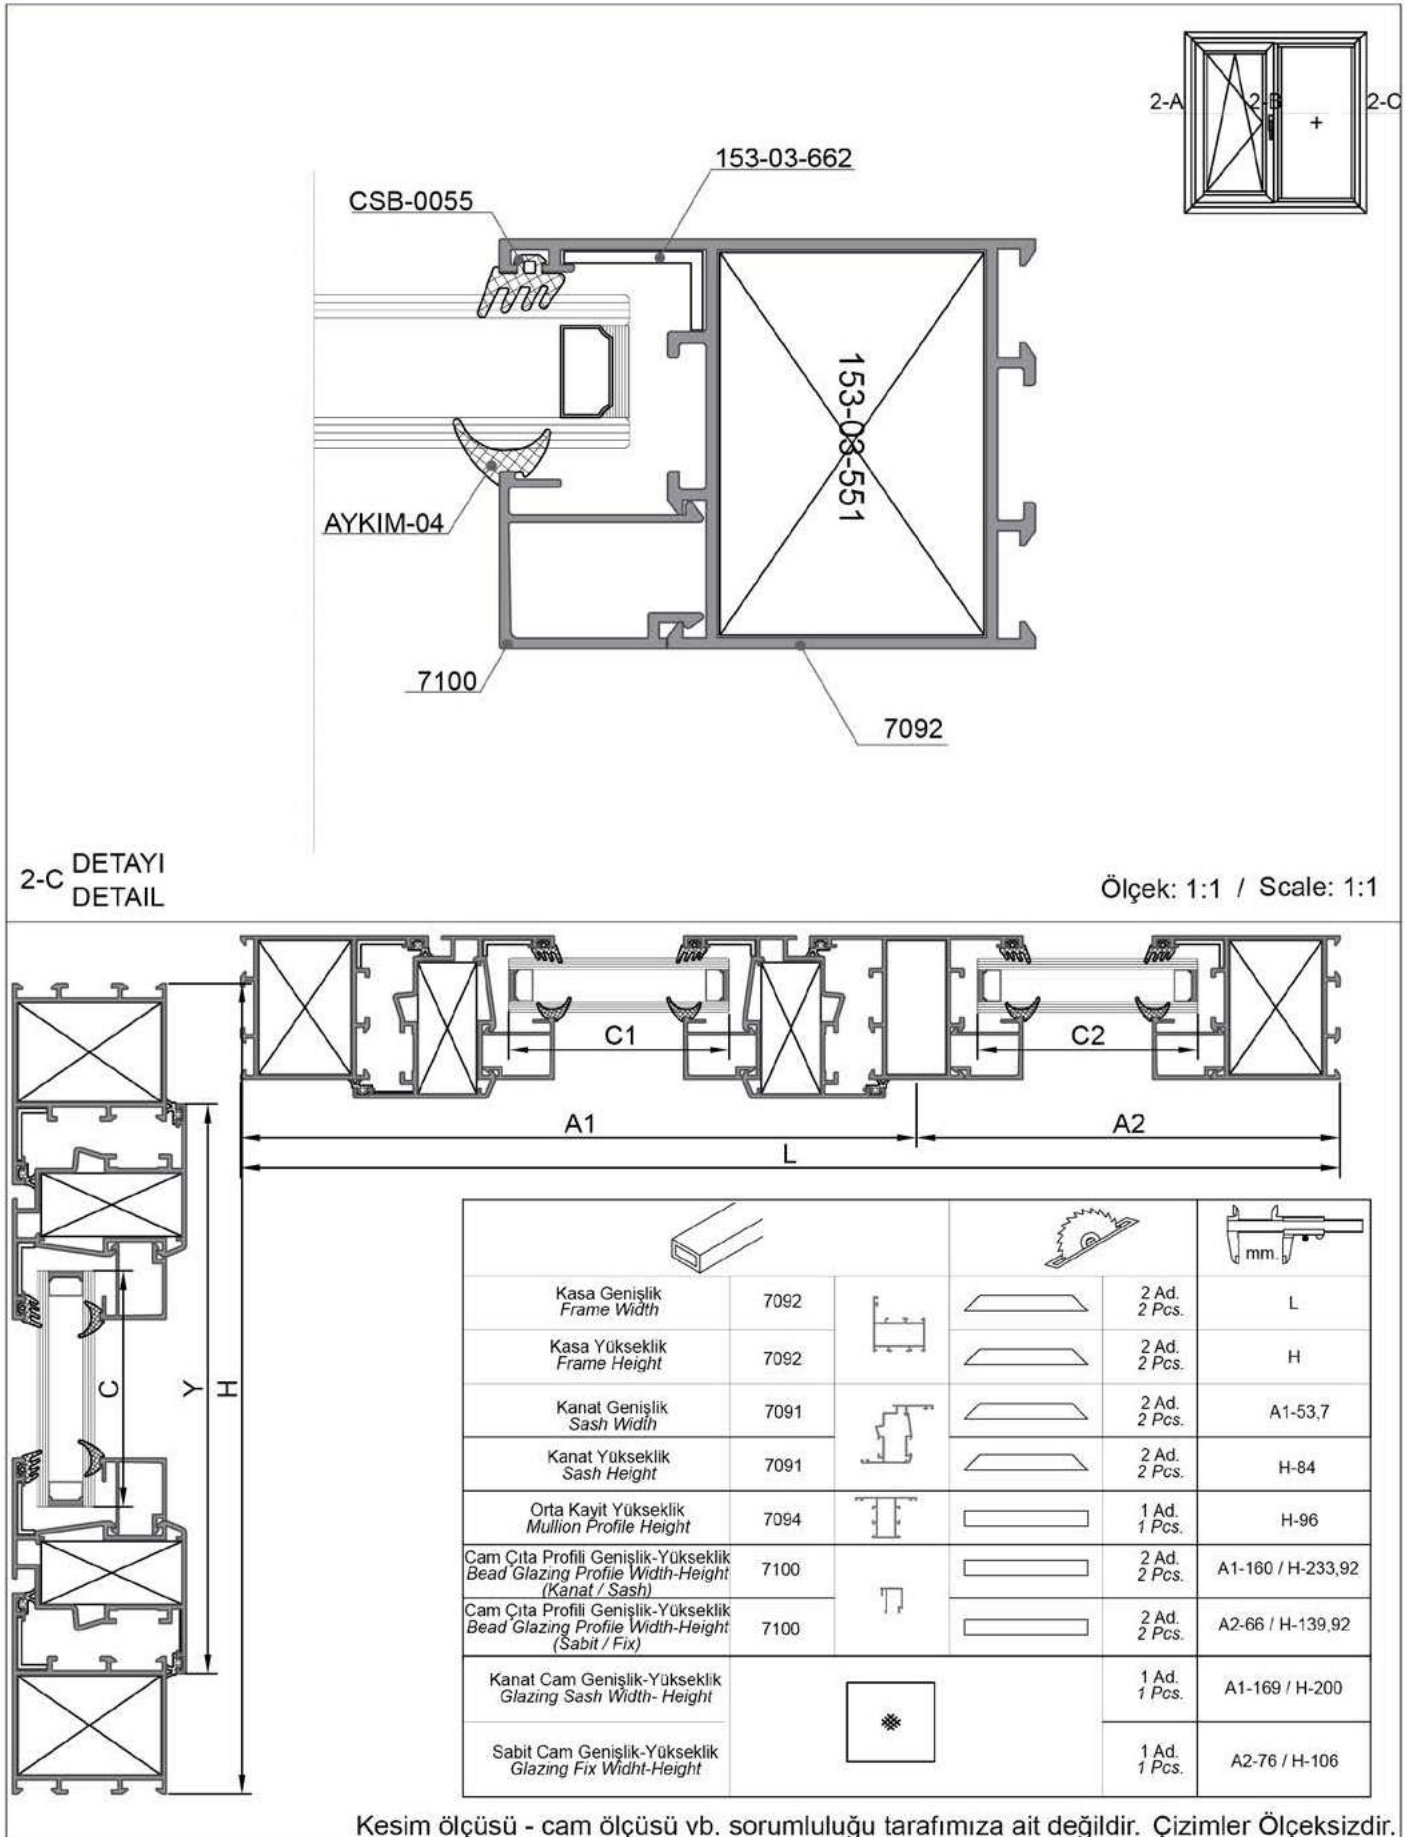 2-A
2-B
2-C
153-03-662
CSB-0055
153-03-551
AYKIM-04
7100
7092
2-C DETAYI
DETAIL
Ölçek: 1:1 / Scale: 1:1
C1
C2
A1
A2
L
C
Y
H
mm.
Kasa Genişlik
Frame Width
7092
2 Ad.
2 Pcs.
L
Kasa Yükseklik
Frame Height
7092
2 Ad.
2 Pcs.
H
Kanat Genişlik
Sash Width
7091
2 Ad.
2 Pcs.
A1-53,7
Kanat Yükseklik
Sash Height
7091
2 Ad.
2 Pcs.
H-84
Orta Kayit Yükseklik
Mullion Profile Height
7094
1 Ad.
1 Pcs.
H-96
Cam Çıta Profili Genişlik-Yükseklik
Bead Glazing Profile Width-Height
(Kanat / Sash)
7100
2 Ad.
2 Pcs.
A1-160 / H-233,92
Cam Çıta Profili Genişlik-Yükseklik
Bead Glazing Profile Width-Height
(Sabit / Fix)
7100
2 Ad.
2 Pcs.
A2-66 / H-139,92
Kanat Cam Genişlik-Yükseklik
Glazing Sash Width- Height
1 Ad.
1 Pcs.
A1-169 / H-200
Sabit Cam Genişlik-Yükseklik
Glazing Fix Widht-Height
1 Ad.
1 Pcs.
A2-76 / H-106
Kesim ölçüsü - cam ölçüsü vb. sorumluluğu tarafımıza ait değildir. Çizimler Ölçeksizdir.